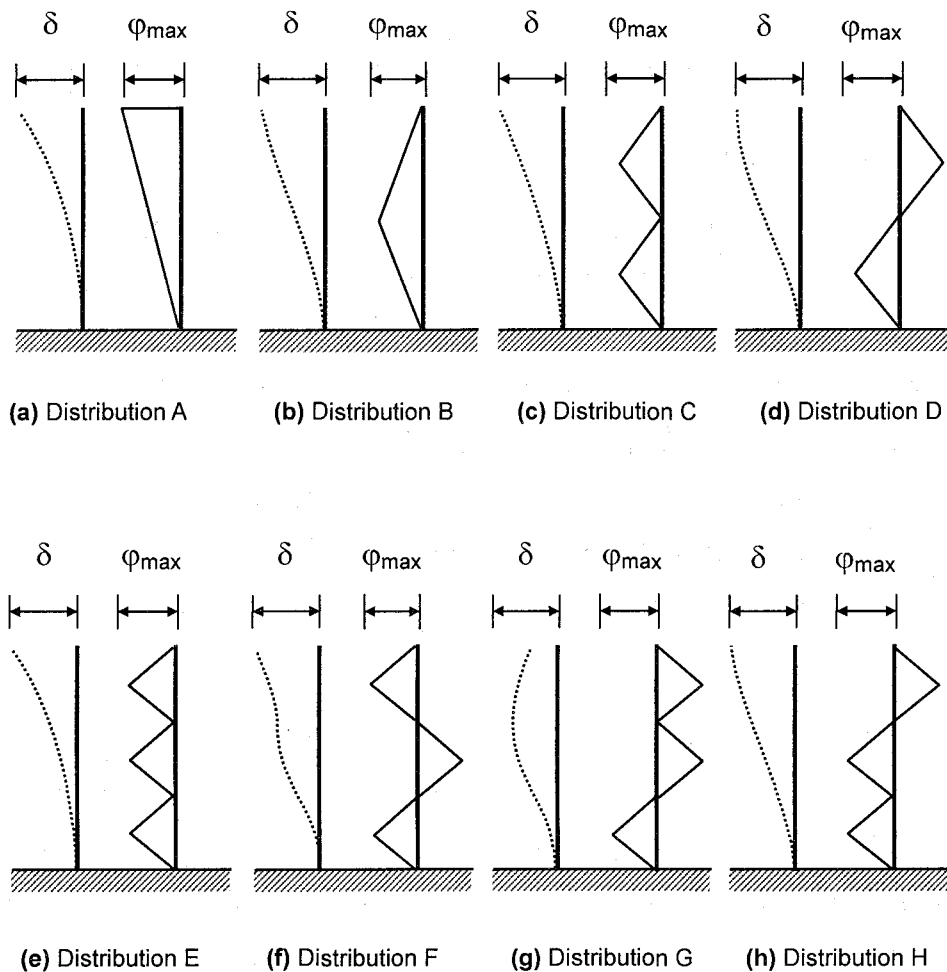 δ φmax δ φmax δ φmax δ φmax
(a) Distribution A (b) Distribution B (c) Distribution C (d) Distribution D
δ φmax δ φmax δ φmax δ φmax
(e) Distribution E (f) Distribution F (g) Distribution G (h) Distribution H